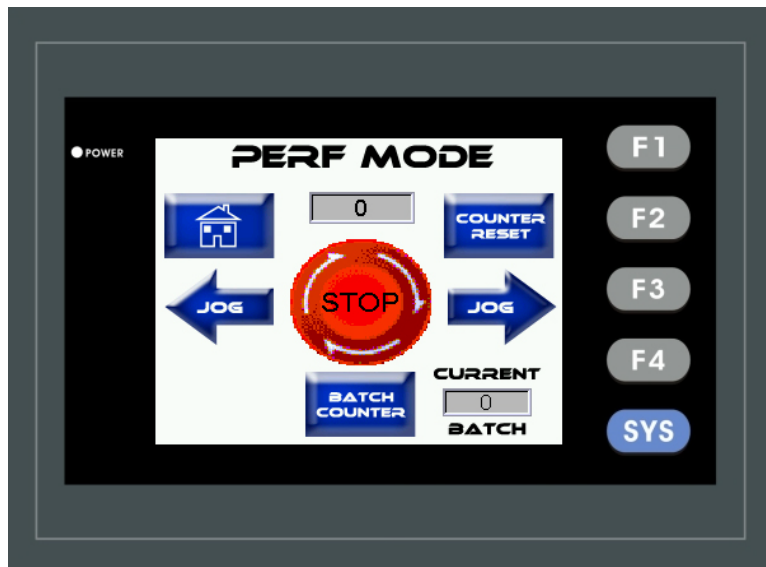 POWER
PERF MODE
0
COUNTER
RESET
JOG
STOP
JOG
BATCH
COUNTER
CURRENT
0
BATCH
F1
F2
F3
F4
SYS